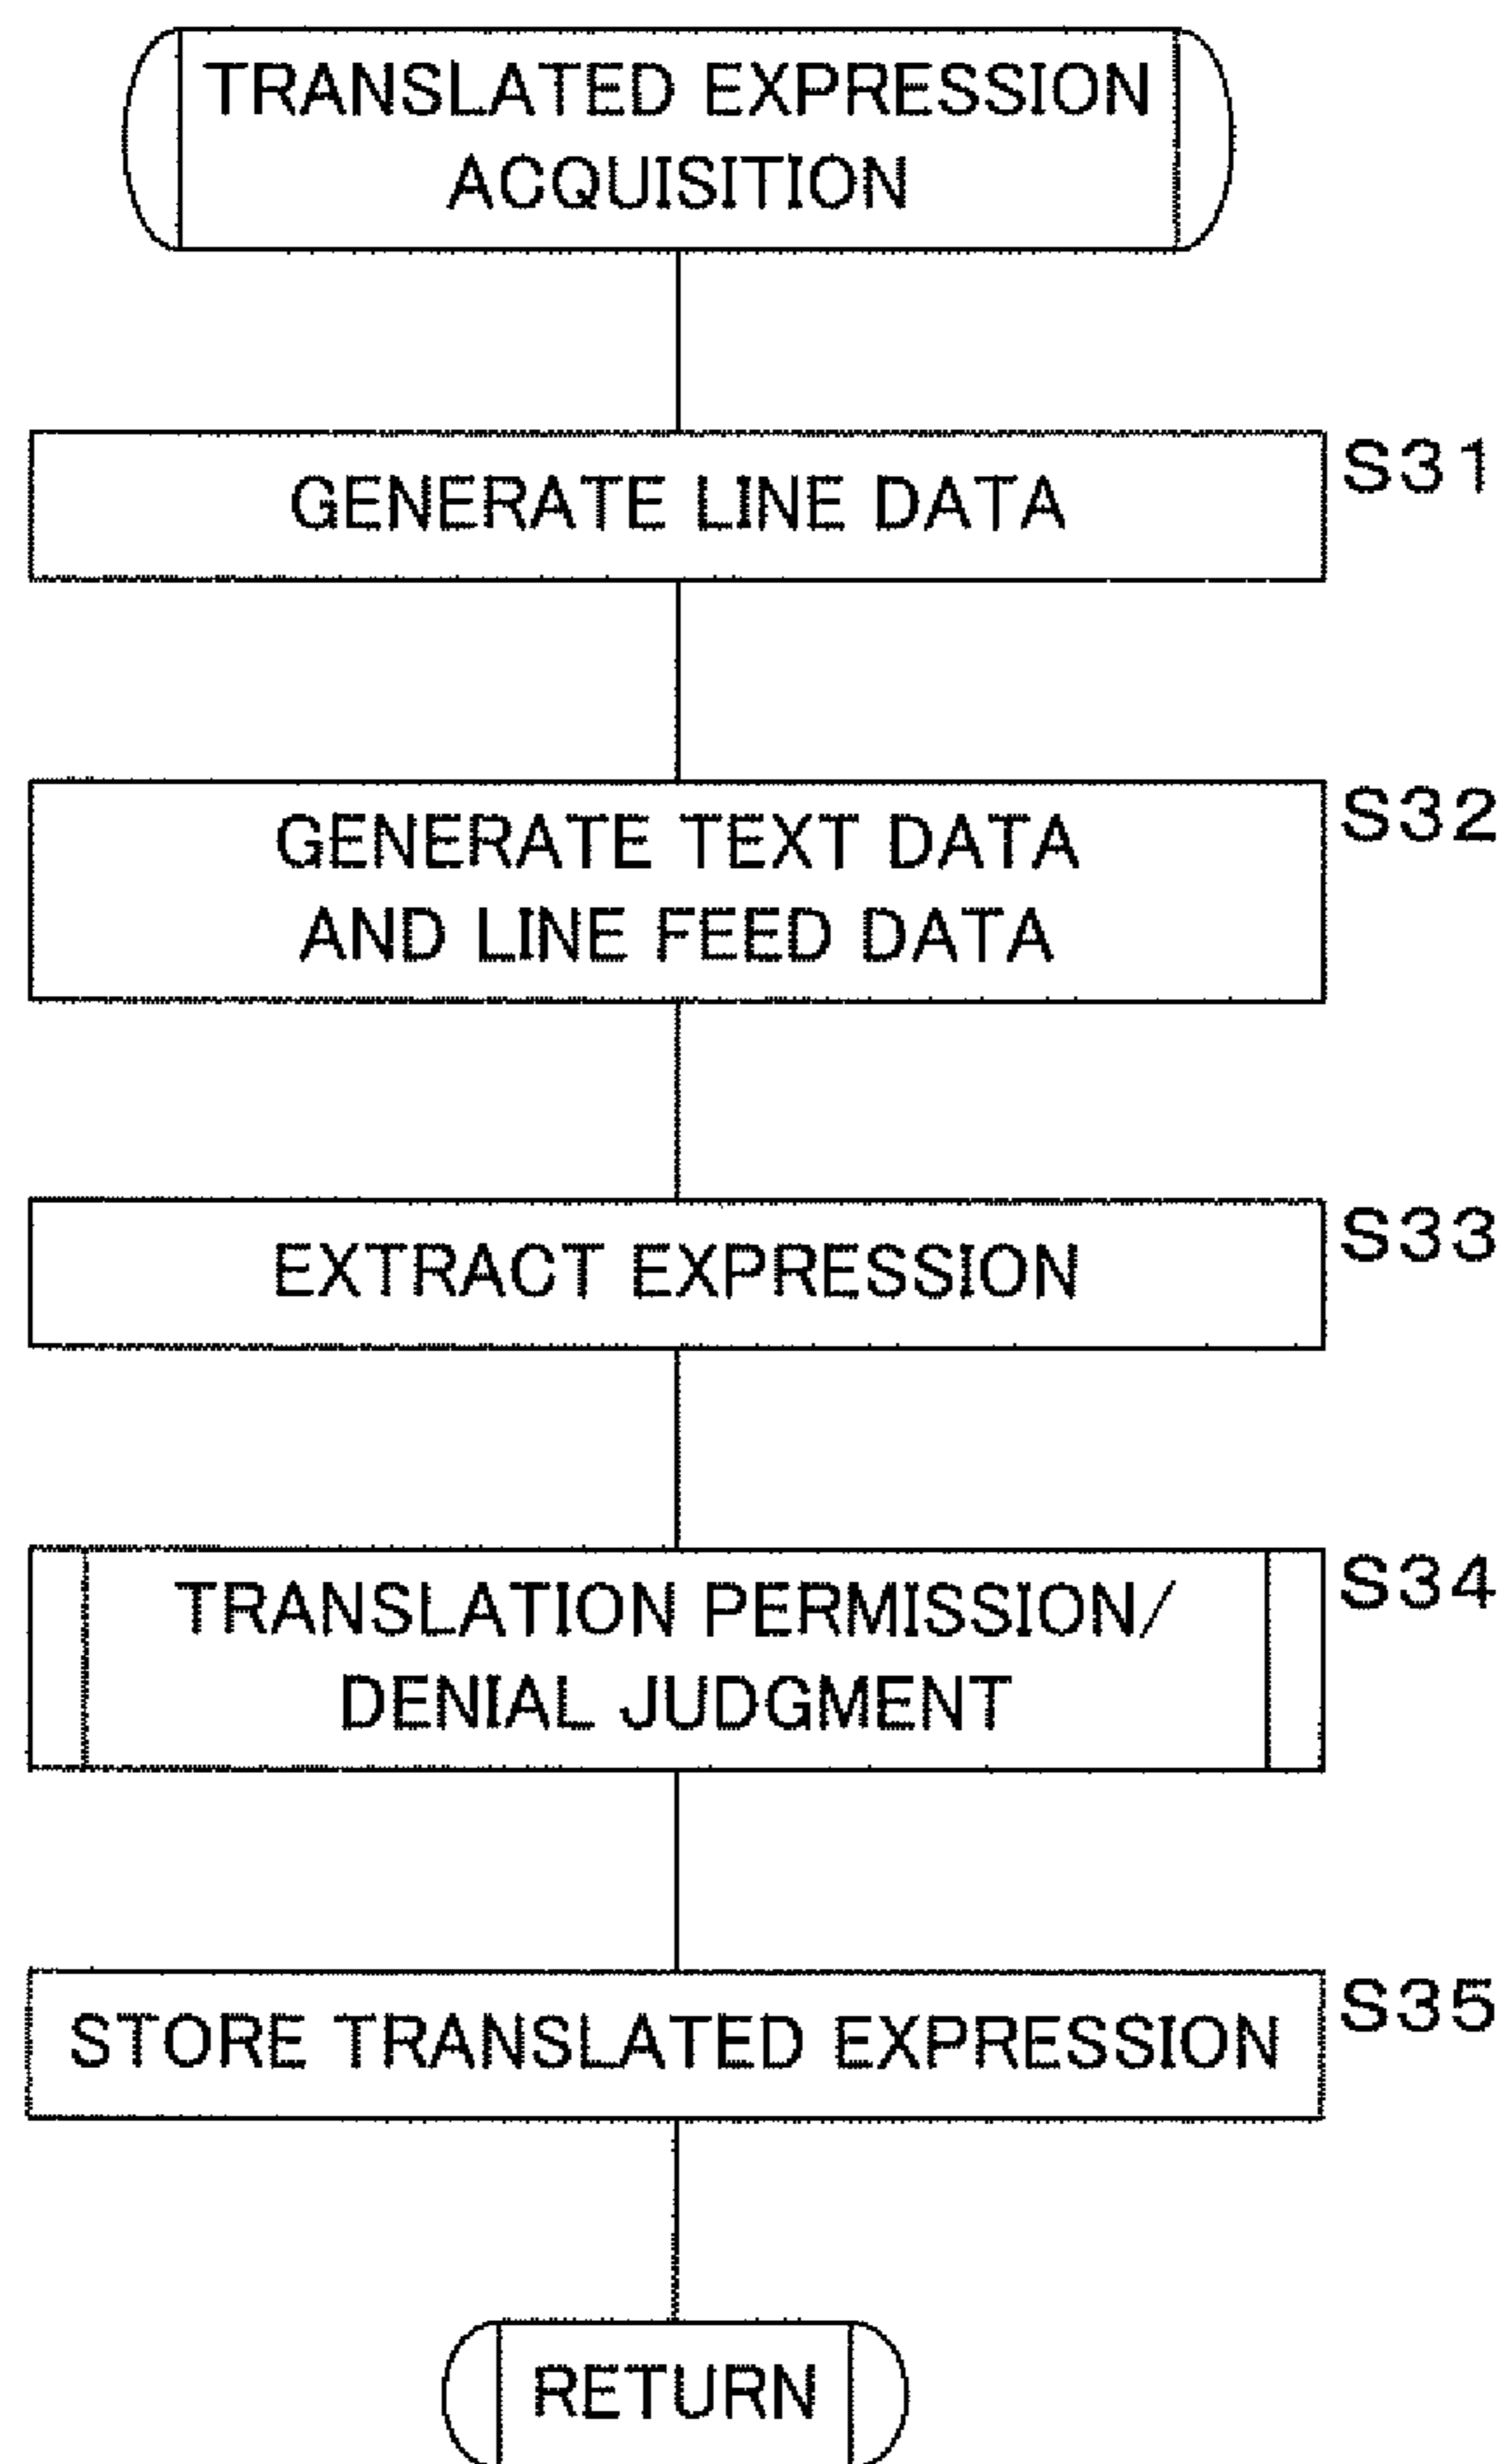 TRANSLATED EXPRESSION
ACQUISITION
GENERATE LINE DATA
S31
GENERATE TEXT DATA
AND LINE FEED DATA
S32
EXTRACT EXPRESSION
S33
TRANSLATION PERMISSION/
DENIAL JUDGMENT
S34
STORE TRANSLATED EXPRESSION
S35
RETURN